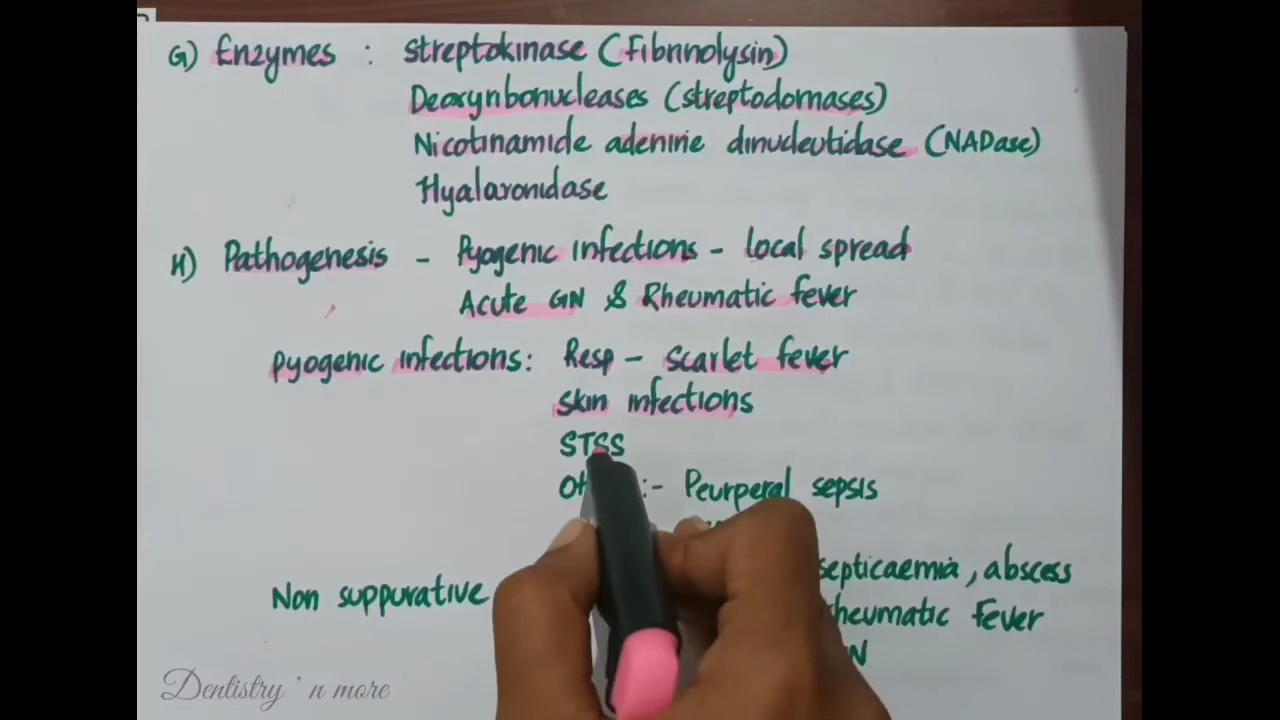 G) Enzymes : Streptokinase (Fibrinolysin)
Deoxyribonucleases (streptodornases)
Nicotinamide adenine dinucleotidase (NADase)
Hyalaronidase
H) Pathogenesis - Pyogenic infections - local spread
Acute GN & Rheumatic fever
Pyogenic infections: Resp - Scarlet fever
Skin infections
STSS
:- Peurperal sepsis
septicaemia, abscess
Non suppurative rheumatic fever
Dentistry ' n more